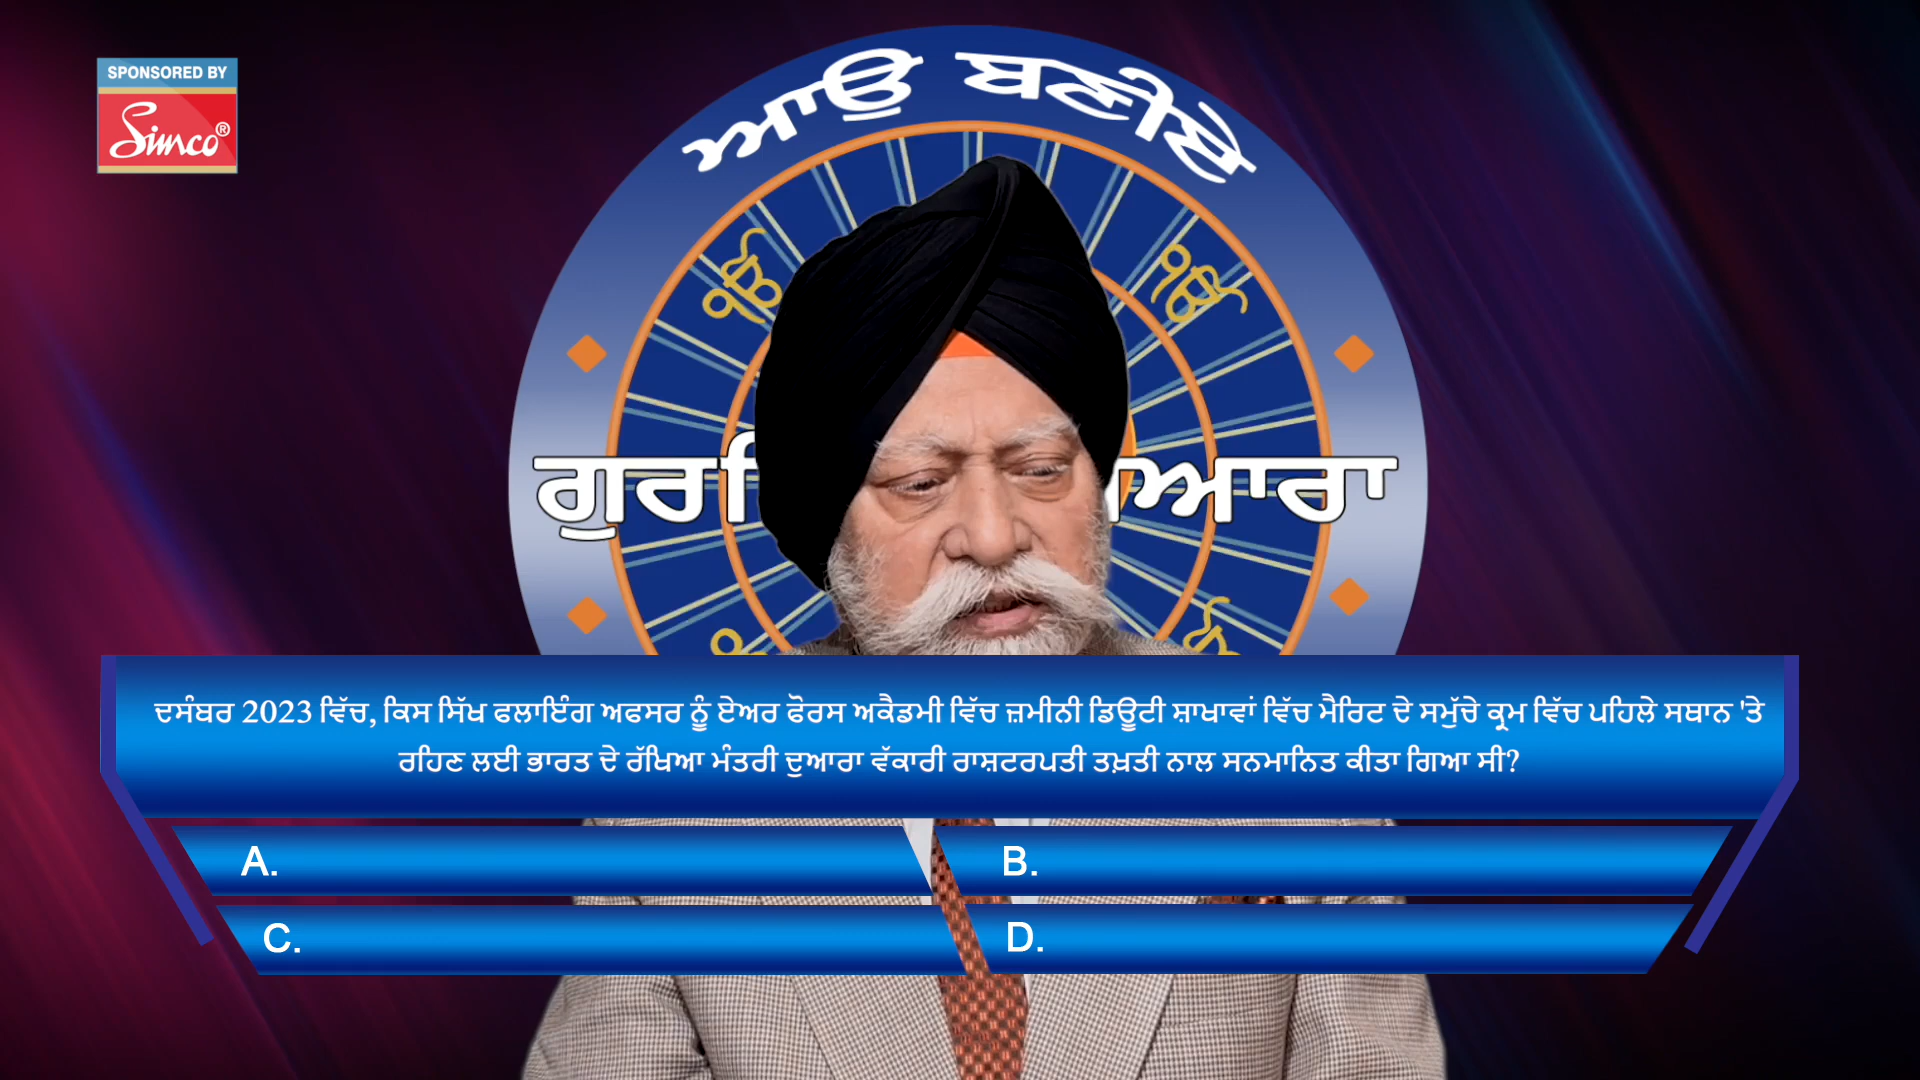 SPONSORED BY
Simco®
ਆਉ ਬਣੀਏ
ਦਸੰਬਰ 2023 ਵਿੱਚ, ਕਿਸ ਸਿੱਖ ਫਲਾਇੰਗ ਅਫਸਰ ਨੂੰ ਏਅਰ ਫੋਰਸ ਅਕੈਡਮੀ ਵਿੱਚ ਜ਼ਮੀਨੀ ਡਿਊਟੀ ਸ਼ਾਖਾਵਾਂ ਵਿੱਚ ਮੈਰਿਟ ਦੇ ਸਮੁੱਚੇ ਕ੍ਰਮ ਵਿੱਚ ਪਹਿਲੇ ਸਥਾਨ 'ਤੇ
ਰਹਿਣ ਲਈ ਭਾਰਤ ਦੇ ਰੱਖਿਆ ਮੰਤਰੀ ਦੁਆਰਾ ਵੱਕਾਰੀ ਰਾਸ਼ਟਰਪਤੀ ਤਖ਼ਤੀ ਨਾਲ ਸਨਮਾਨਿਤ ਕੀਤਾ ਗਿਆ ਸੀ?
A.
B.
C.
D.